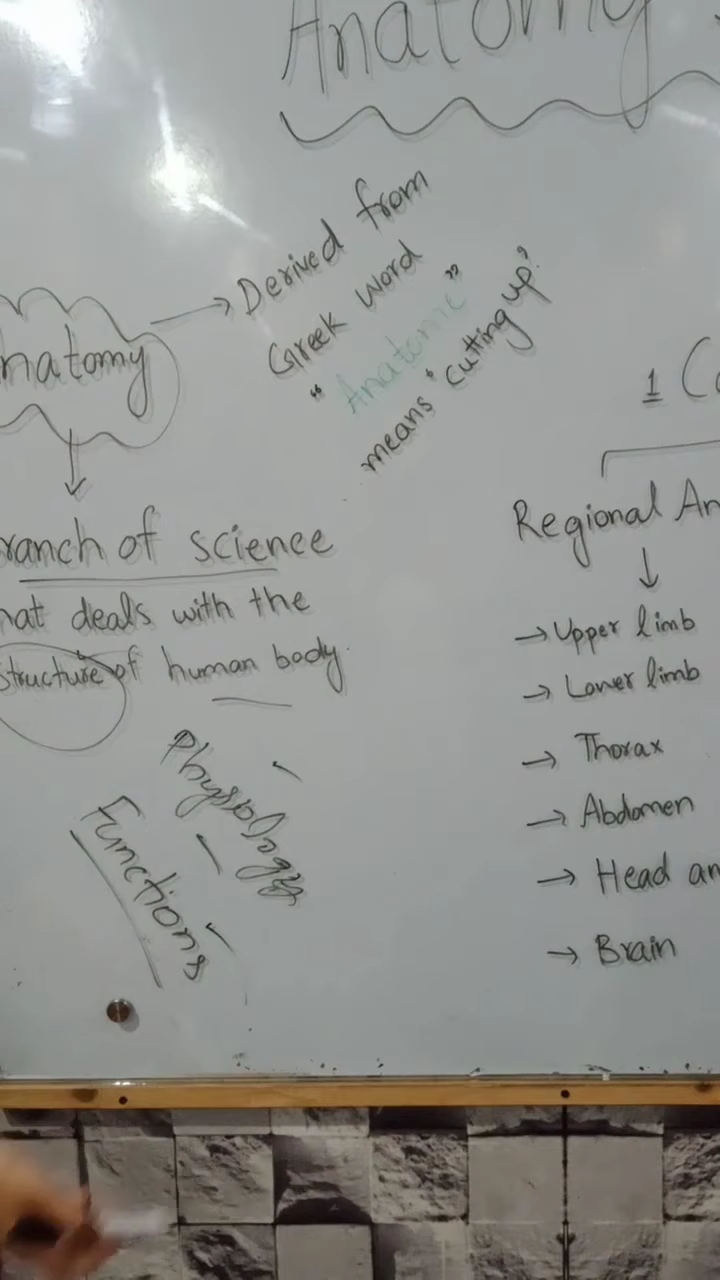 Anatomy
natomy
→ Derived from
Greek word
"Anatomie"
means 'cutting up'
ranch of science
hat deals with the
structure of human body
Physiology
Functions
1 C
Regional An
→ Upper limb
→ Lower limb
→ Thorax
→ Abdomen
→ Head an
→ Brain